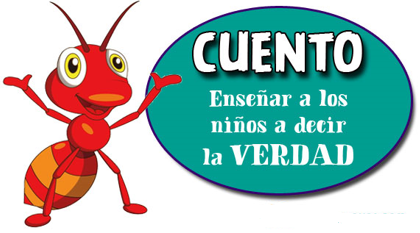 CUENTO
Enseñar a los
niños a decir
la VERDAD